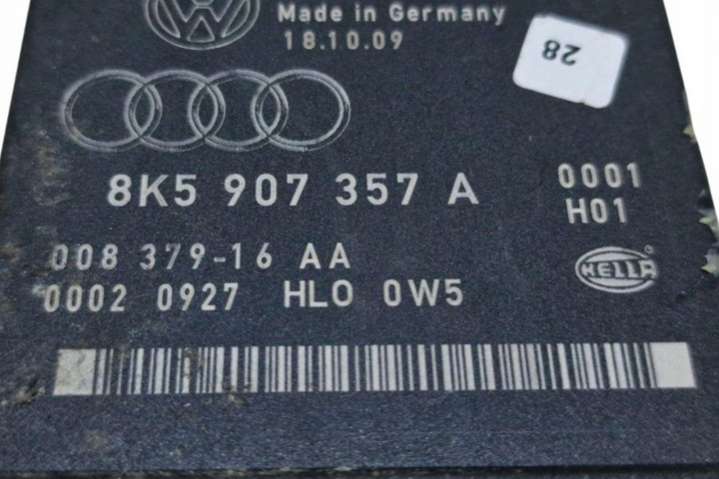 Made in Germany
18.10.09
28
8K5 907 357 A
0001
H01
008 379-16 AA
0002 0927 HLO 0W5
HELLA